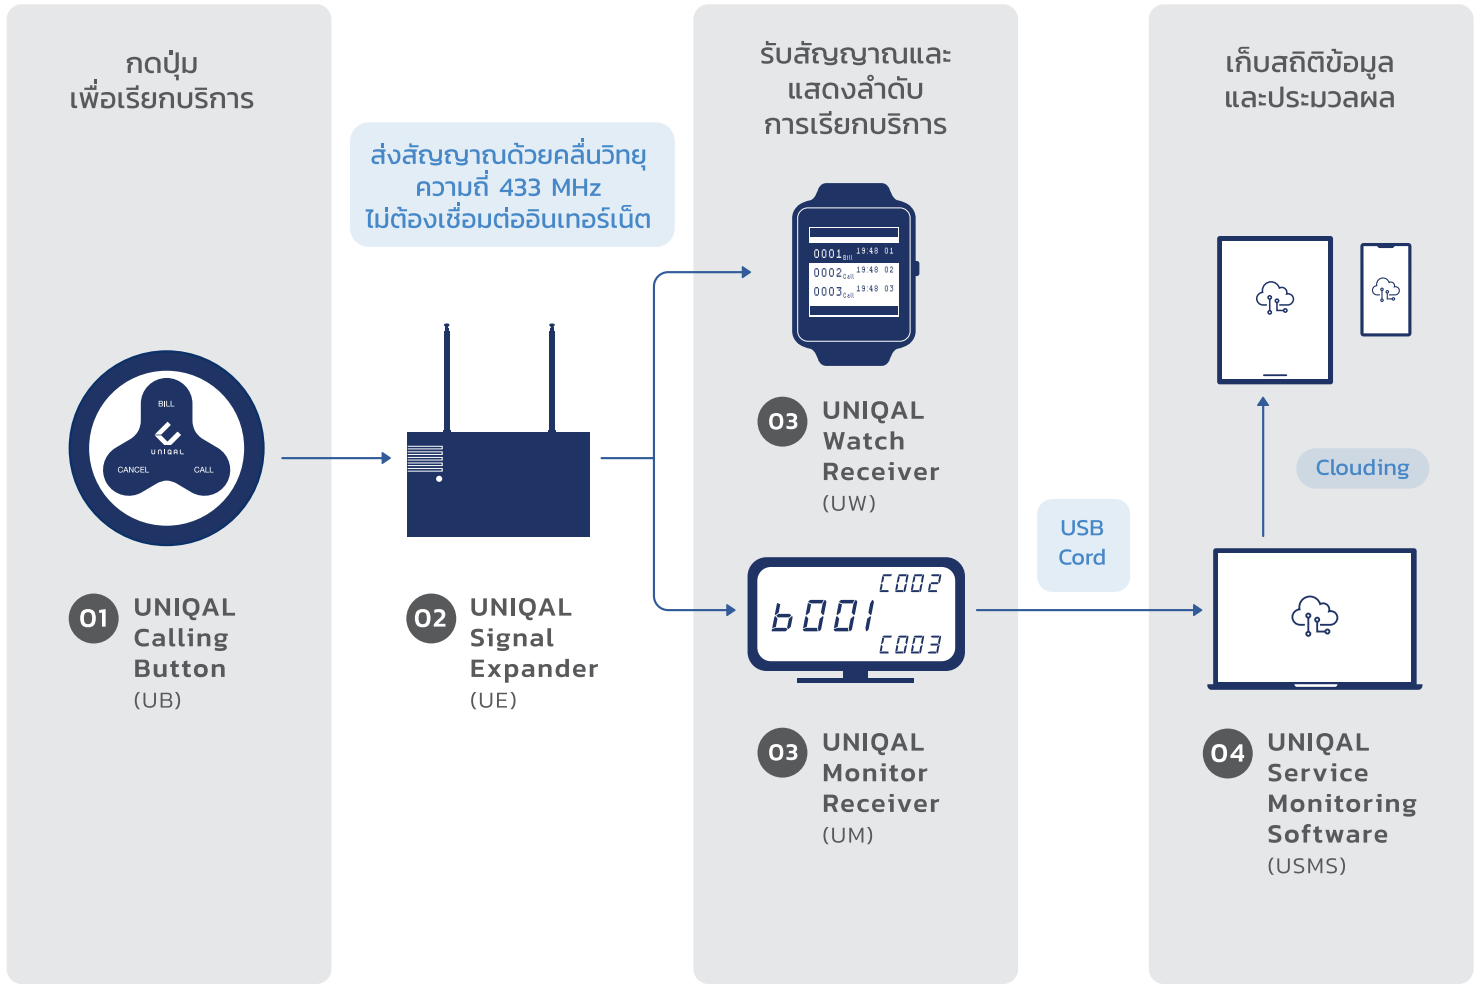 กดปุ่ม
เพื่อเรียกบริการ
BILL
UNIQAL
CANCEL
CALL
01
UNIQAL
Calling
Button
(UB)
ส่งสัญญาณด้วยคลื่นวิทยุ
ความถี่ 433 MHz
ไม่ต้องเชื่อมต่ออินเทอร์เน็ต
02
UNIQAL
Signal
Expander
(UE)
รับสัญญาณและ
แสดงลำดับ
การเรียกบริการ
0001 Bill 19:48 01
0002 Call 19:48 02
0003 Call 19:48 03
03
UNIQAL
Watch
Receiver
(UW)
C002
b001
C003
03
UNIQAL
Monitor
Receiver
(UM)
USB
Cord
เก็บสถิติข้อมูล
และประมวลผล
Clouding
04
UNIQAL
Service
Monitoring
Software
(USMS)